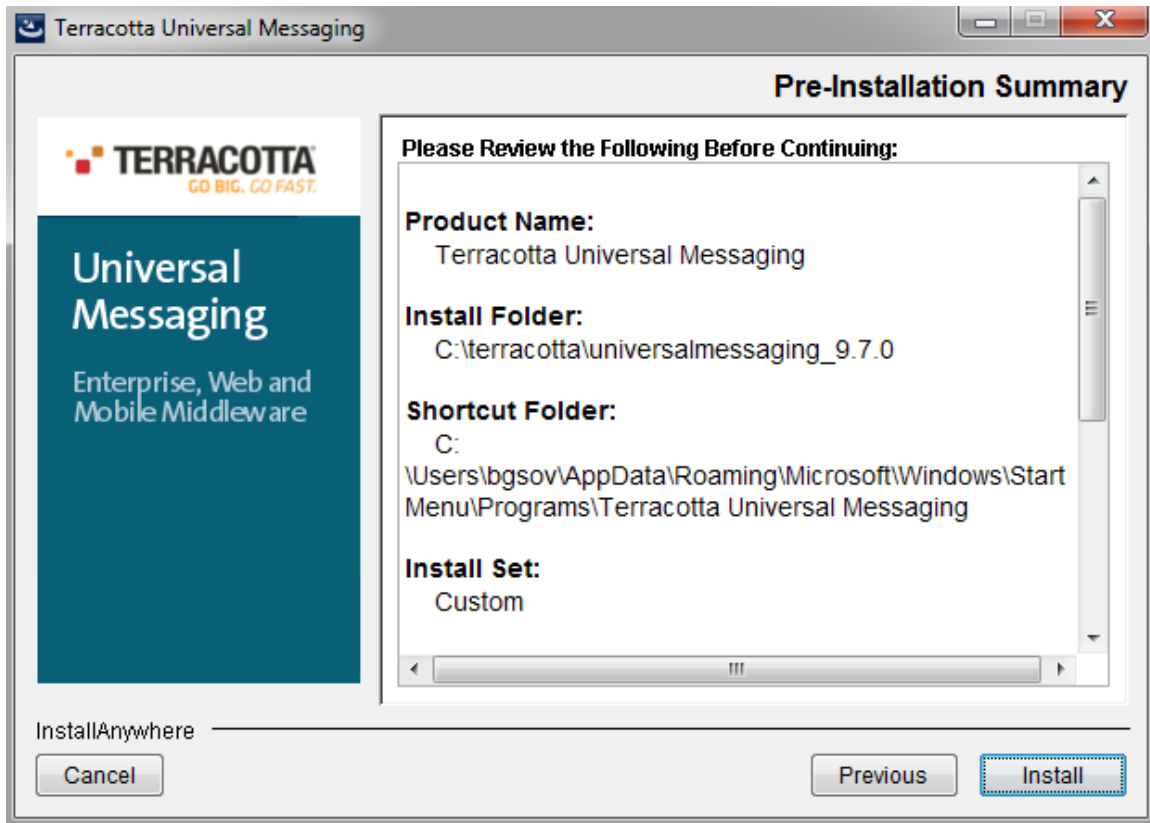 Terracotta Universal Messaging
Pre-Installation Summary
TERRACOTTA
GO BIG. GO FAST.
Universal
Messaging
Enterprise, Web and
Mobile Middleware
Please Review the Following Before Continuing:
Product Name:
Terracotta Universal Messaging
Install Folder:
C:\terracotta\universalmessaging_9.7.0
Shortcut Folder:
C:
\Users\bgsov\AppData\Roaming\Microsoft\Windows\Start
Menu\Programs\Terracotta Universal Messaging
Install Set:
Custom
InstallAnywhere
Cancel
Previous
Install